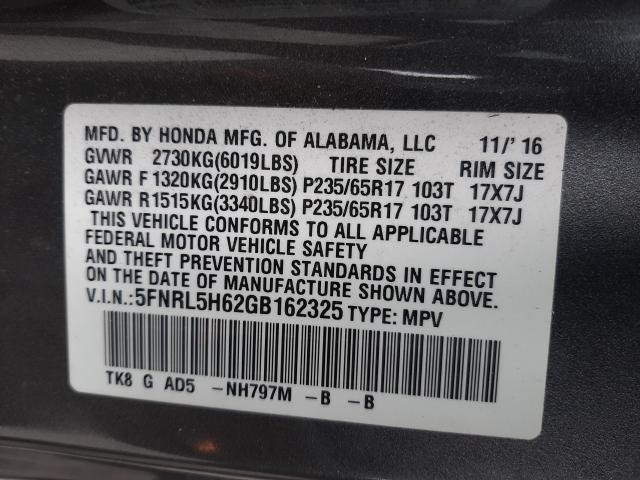 MFD. BY HONDA MFG. OF ALABAMA, LLC 11/'16
GVWR 2730KG(6019LBS) TIRE SIZE RIM SIZE
GAWR F 1320KG(2910LBS) P235/65R17 103T 17X7J
GAWR R1515KG(3340LBS) P235/65R17 103T 17X7J
THIS VEHICLE CONFORMS TO ALL APPLICABLE
FEDERAL MOTOR VEHICLE SAFETY
AND THEFT PREVENTION STANDARDS IN EFFECT
ON THE DATE OF MANUFACTURE SHOWN ABOVE.
V.I.N.:5FNRL5H62GB162325 TYPE: MPV
TK8 G AD5 -NH797M -B -B